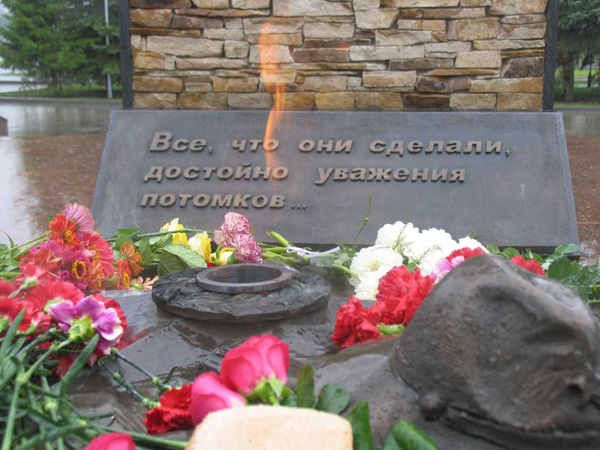 Все, что они сделали,
достойно уважения
потомков...